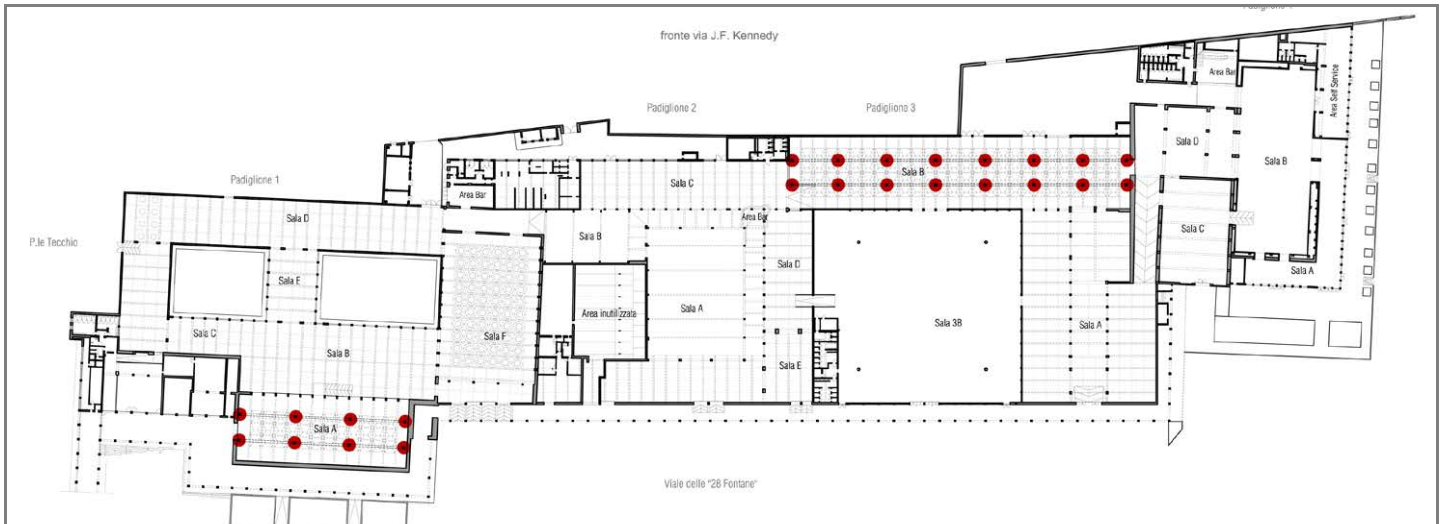 fronte via J.F. Kennedy
Padiglione 2
Padiglione 3
Padiglione 1
P.le Tecchio
Area Bar
Area Self Service
Sala D
Sala B
Sala C
Sala A
Sala C
Sala B
Area Bar
Area Bar
Sala B
Sala D
Sala D
Sala E
Sala A
Area inutilizzata
Sala F
Sala C
Sala B
Sala E
Sala 3B
Sala A
Sala A
Viale delle "28 Fontane"